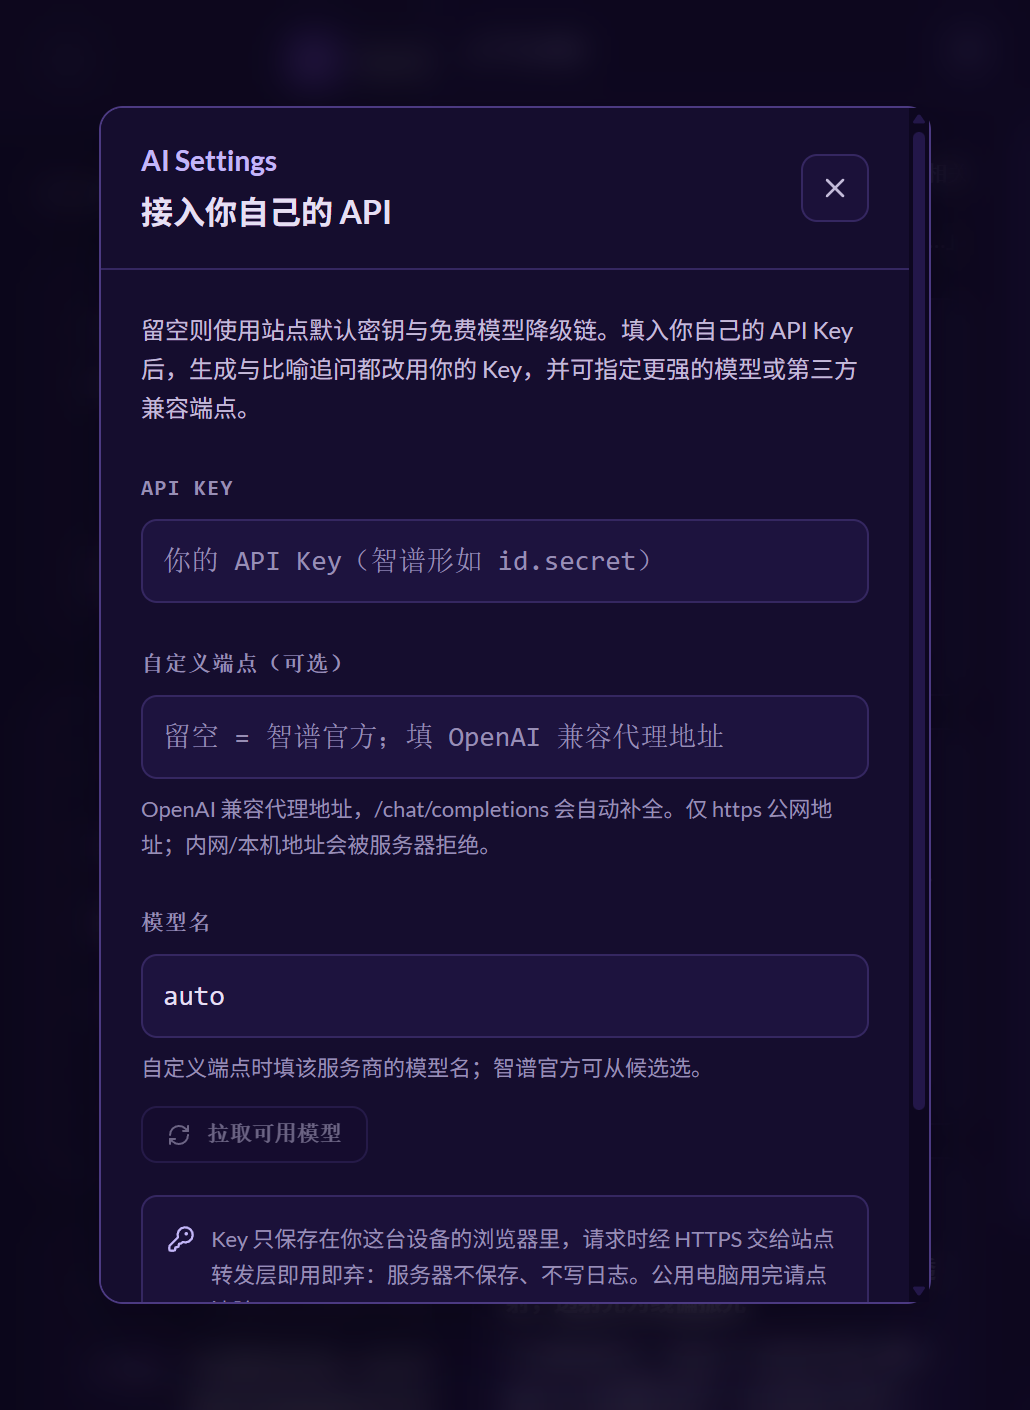 AI Settings
接入你自己的 API
留空则使用站点默认密钥与免费模型降级链。填入你自己的 API Key
后，生成与比喻追问都改用你的 Key，并可指定更强的模型或第三方
兼容端点。
API KEY
你的 API Key（智谱形如 id.secret）
自定义端点（可选）
留空 = 智谱官方；填 OpenAI 兼容代理地址
OpenAI 兼容代理地址，/chat/completions 会自动补全。仅 https 公网地
址；内网/本机地址会被服务器拒绝。
模型名
auto
自定义端点时填该服务商的模型名；智谱官方可从候选选。
拉取可用模型
Key 只保存在你这台设备的浏览器里，请求时经 HTTPS 交给站点
转发层即用即弃：服务器不保存、不写日志。公用电脑用完请点